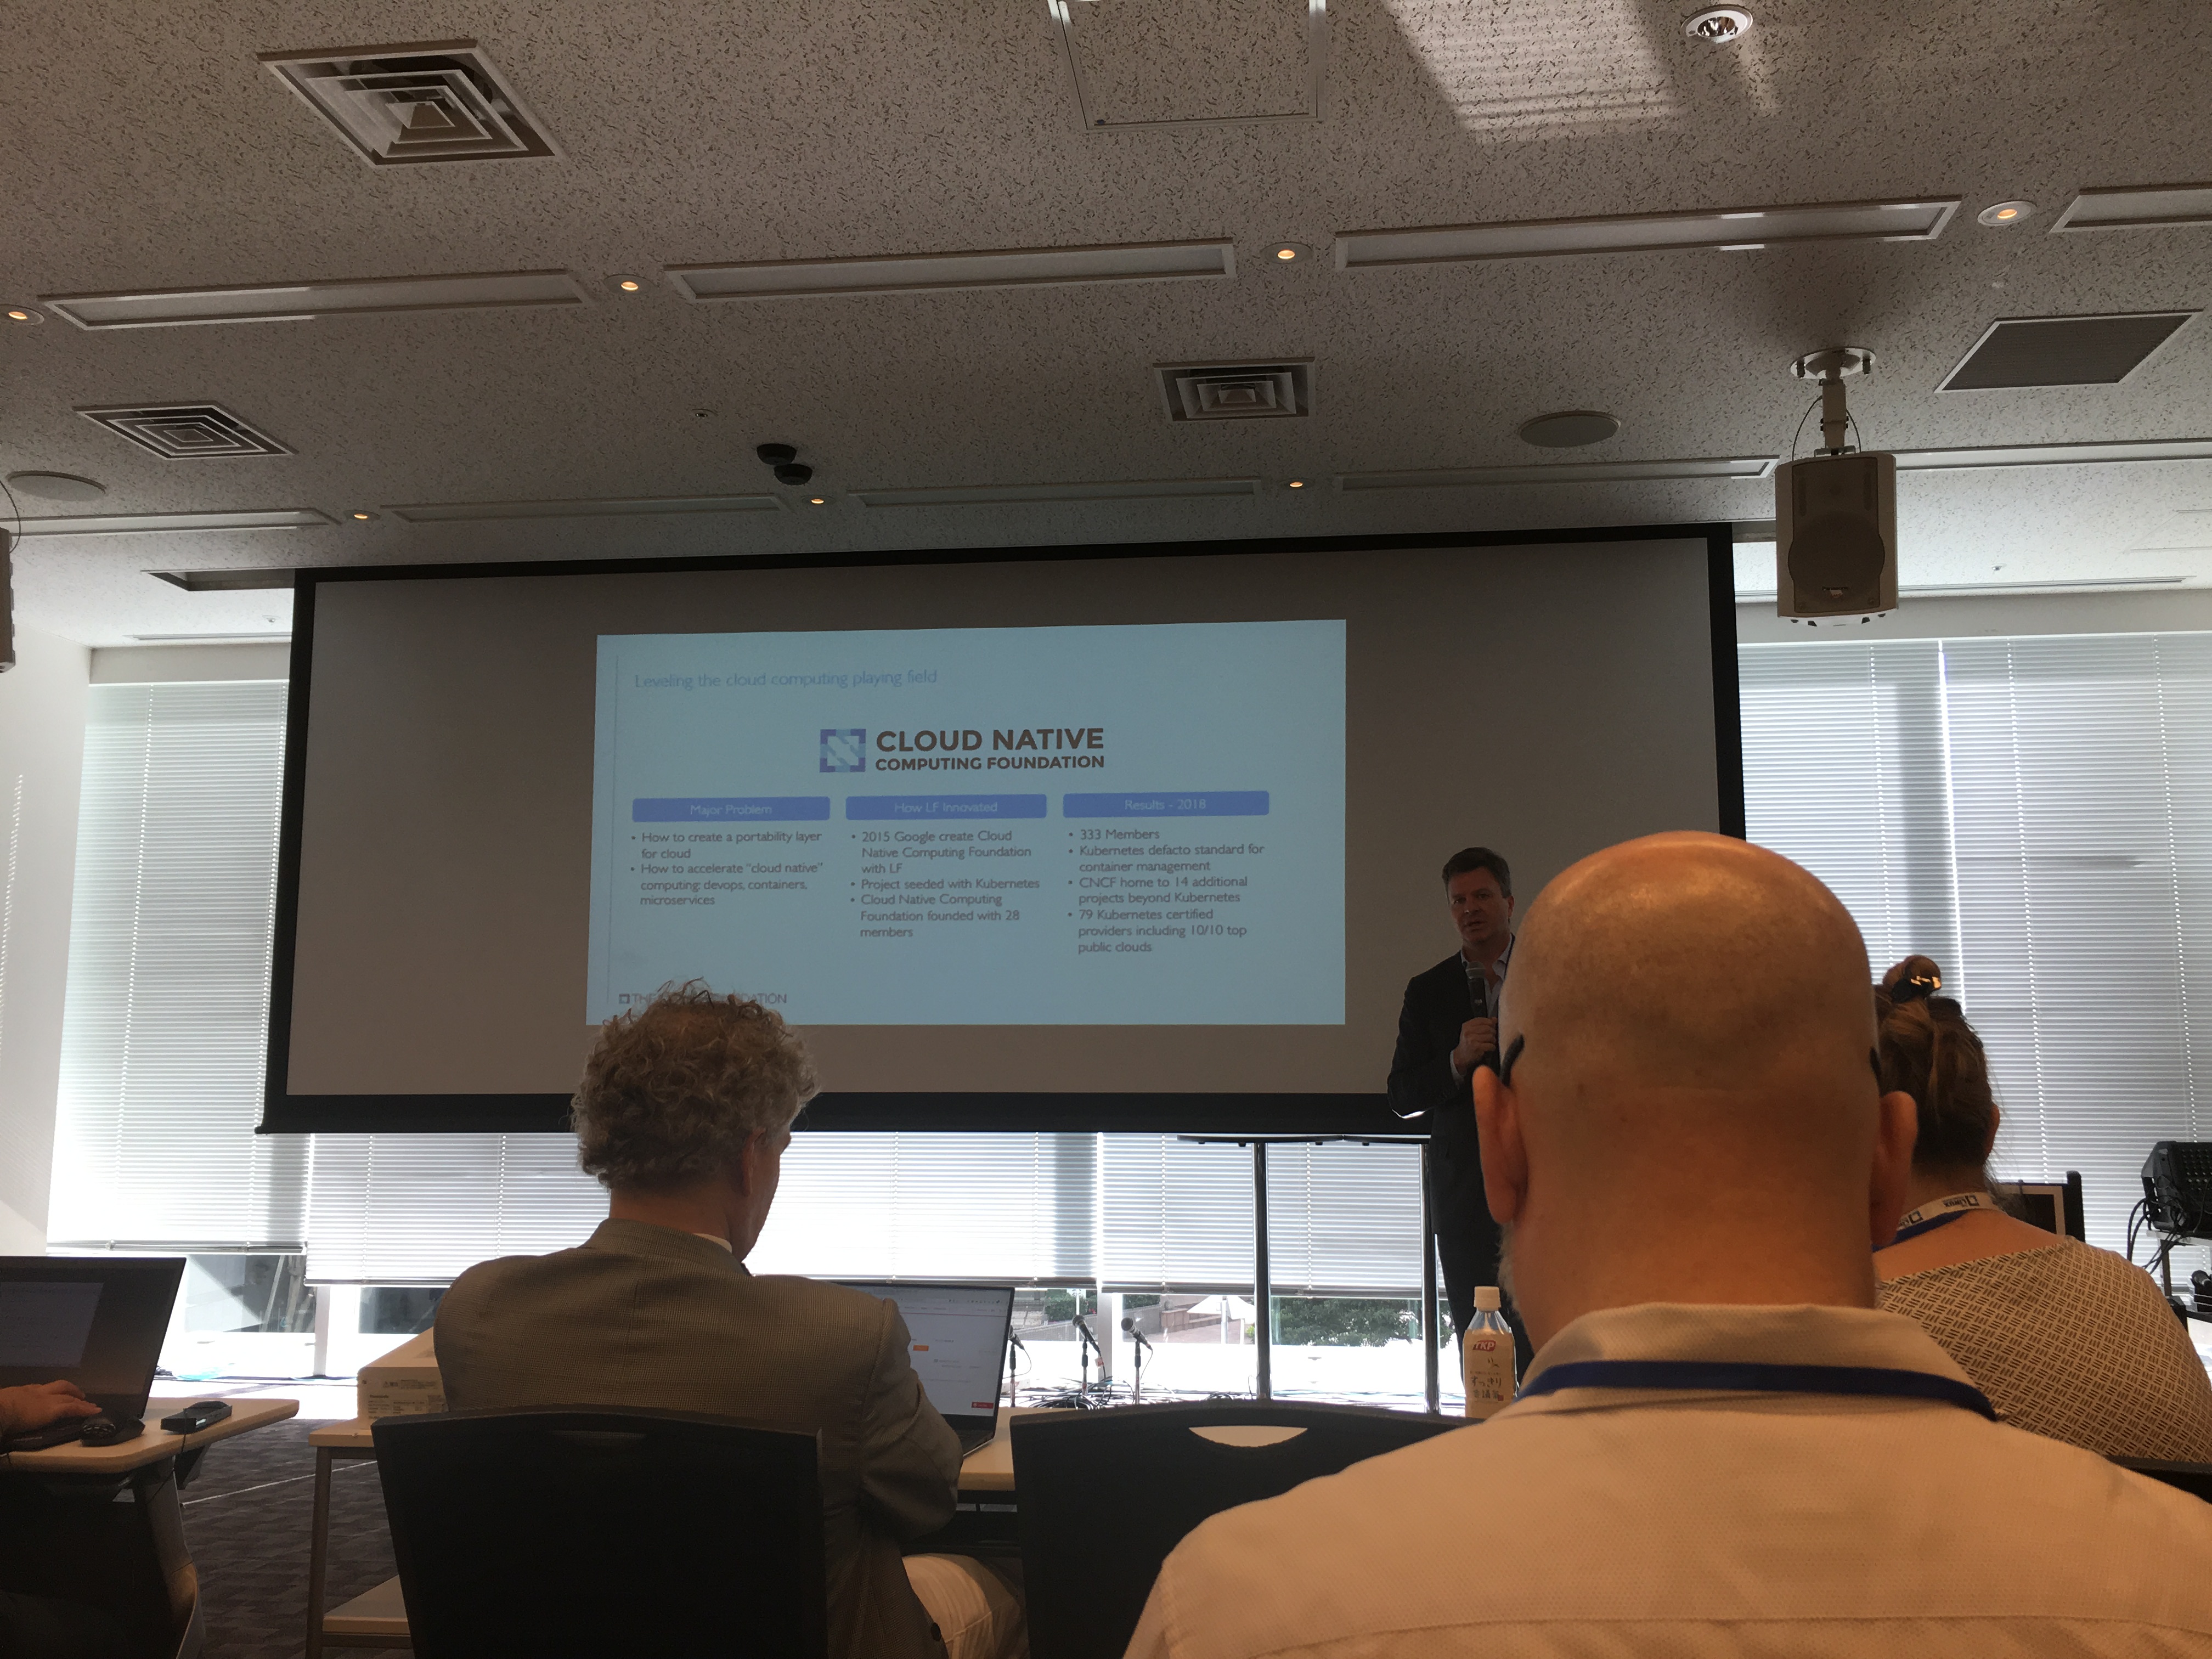 Leveling the cloud computing playing field
CLOUD NATIVE
COMPUTING FOUNDATION
Major Problem
• How to create a portability layer
for cloud
• How to accelerate "cloud native"
computing: devops, containers,
microservices
How LF Innovated
• 2015 Google create Cloud
Native Computing Foundation
with LF
• Project seeded with Kubernetes
• Cloud Native Computing
Foundation founded with 28
members
Results - 2018
• 333 Members
• Kubernetes defacto standard for
container management
• CNCF home to 14 additional
projects beyond Kubernetes
• 79 Kubernetes certified
providers including 10/10 top
public clouds
TKP
すっきり